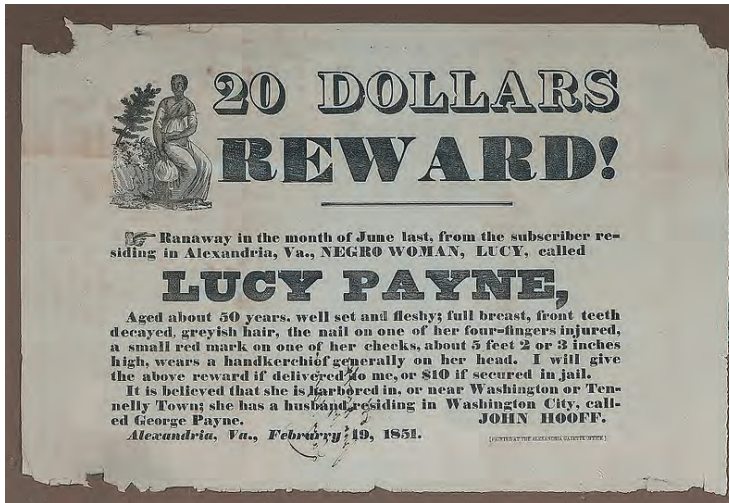 20 DOLLARS
REWARD!
Ranaway in the month of June last, from the subscriber re-
siding in Alexandria, Va., NEGRO WOMAN, LUCY, called
LUCY PAYNE,
Aged about 50 years, well set and fleshy; full breast, front teeth
decayed, greyish hair, the nail on one of her four-fingers injured,
a small red mark on one of her cheeks, about 5 feet 2 or 3 inches
high, wears a handkerchief generally on her head. I will give
the above reward if delivered to me, or $10 if secured in jail.
It is believed that she is harbored in, or near Washington or Ten-
nelly Town; she has a husband residing in Washington City, call-
ed George Payne. JOHN HOOFF.
Alexandria, Va., February 19, 1851.
[PRINTED AT THE ALEXANDRIA GAZETTE OFFICE.]